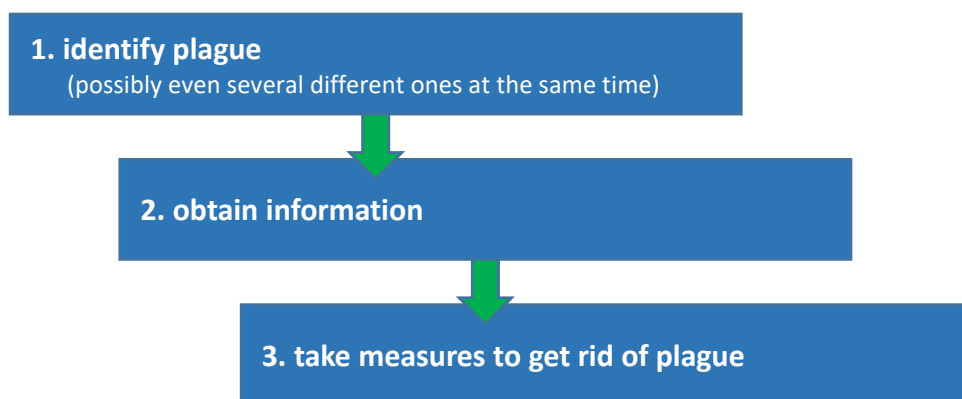 1. identify plague
(possibly even several different ones at the same time)
2. obtain information
3. take measures to get rid of plague